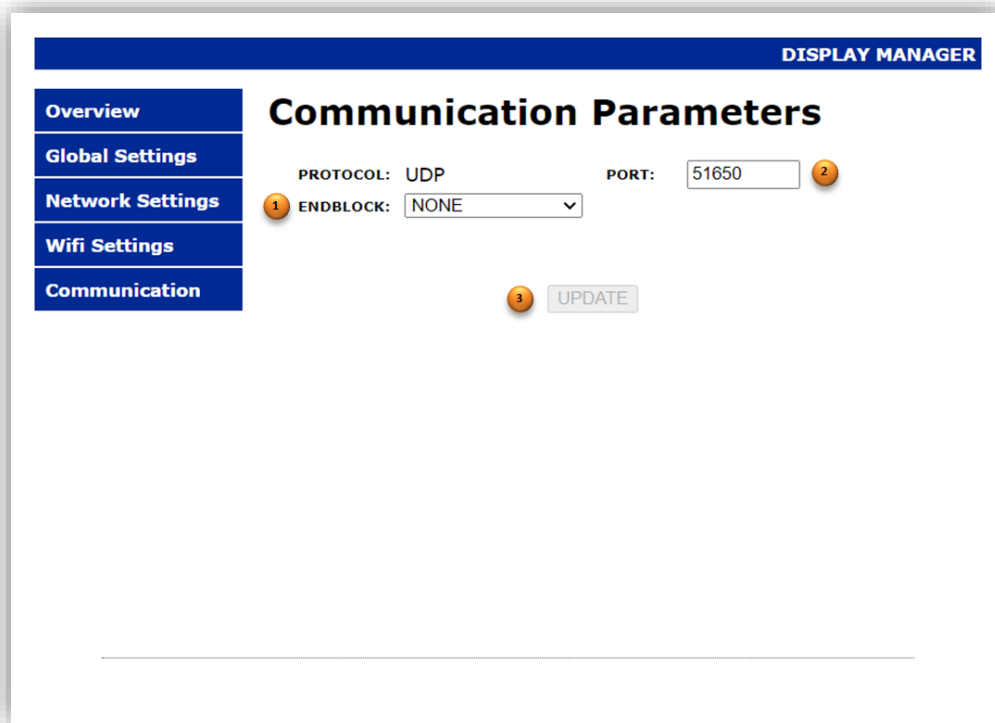 DISPLAY MANAGER
Overview
Global Settings
Network Settings
Wifi Settings
Communication
Communication Parameters
PROTOCOL: UDP PORT: 51650 2
1 ENDBLOCK: NONE
3 UPDATE